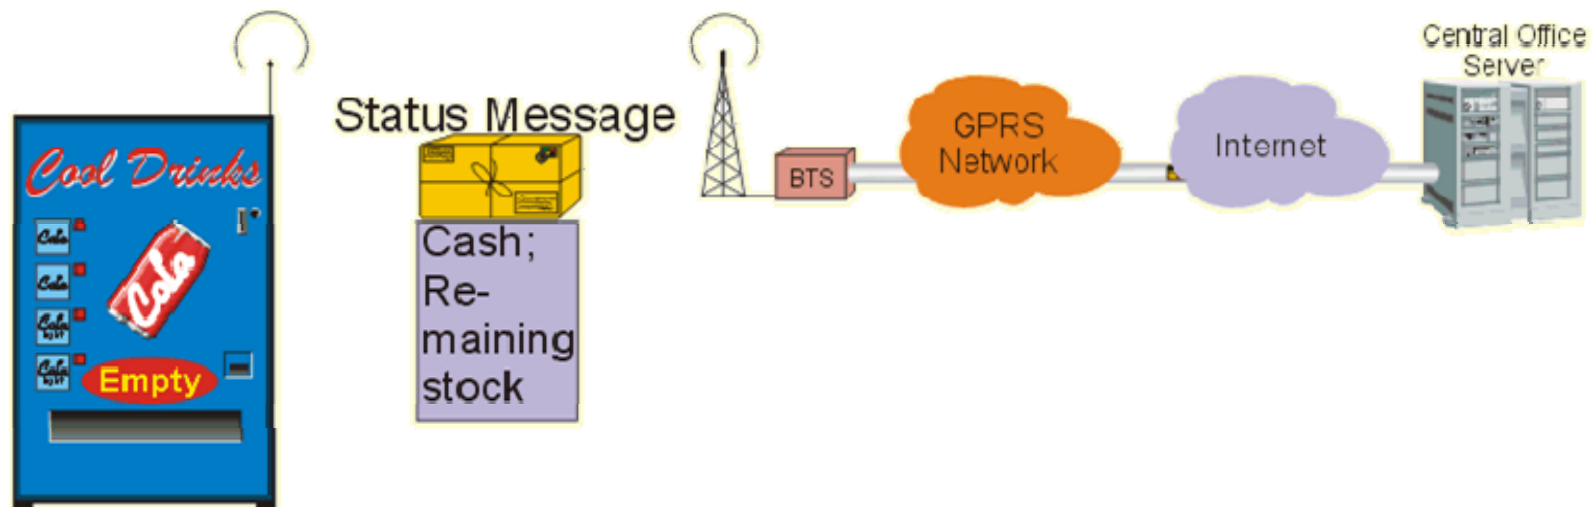 Cool Drinks
Cola
Cola
Cola
Cola
Cola
Empty
Status Message
Cash;
Re-
maining
stock
BTS
GPRS
Network
Internet
Central Office
Server